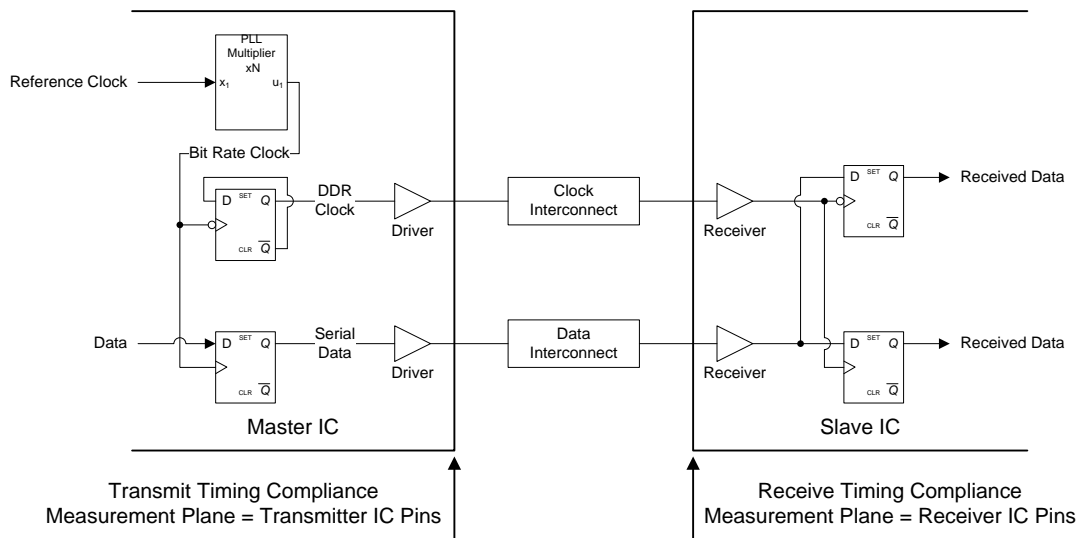 PLL
Multiplier
xN
Reference Clock
x1
u1
Bit Rate Clock
D
SET
Q
CLR
Q
DDR
Clock
Driver
Clock
Interconnect
Receiver
D
SET
Q
CLR
Q
Received Data
Data
D
SET
Q
CLR
Q
Serial
Data
Driver
Data
Interconnect
Receiver
D
SET
Q
CLR
Q
Received Data
Master IC
Slave IC
Transmit Timing Compliance
Measurement Plane = Transmitter IC Pins
Receive Timing Compliance
Measurement Plane = Receiver IC Pins